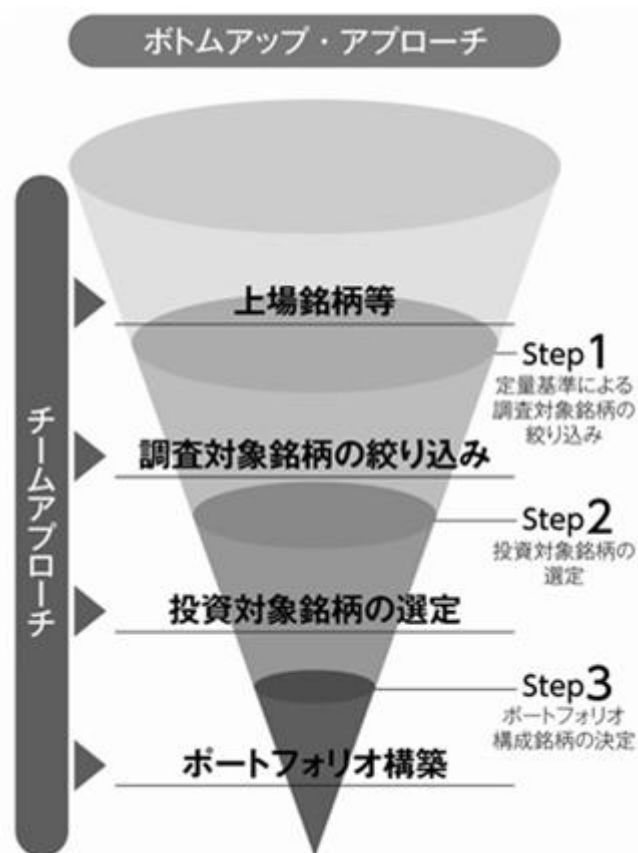 ボトムアップ・アプローチ
チームアプローチ
上場銘柄等
Step1
定量基準による
調査対象銘柄の
絞り込み
調査対象銘柄の絞り込み
Step2
投資対象銘柄の
選定
投資対象銘柄の選定
Step3
ポートフォリオ
構成銘柄の決定
ポートフォリオ構築